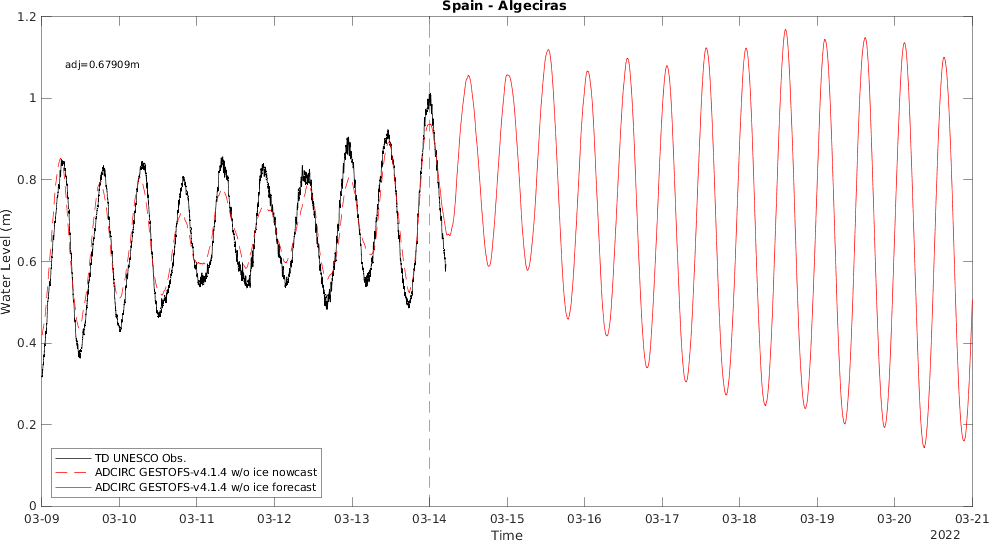 Spain - Algeciras
1.2
adj=0.67909m
1
0.8
0.6
0.4
0.2
0
Water Level (m)
TD UNESCO Obs.
ADCIRC GESTOFS-v4.1.4 w/o ice nowcast
ADCIRC GESTOFS-v4.1.4 w/o ice forecast
03-09 03-10 03-11 03-12 03-13 03-14 03-15 03-16 03-17 03-18 03-19 03-20 03-21
Time
2022